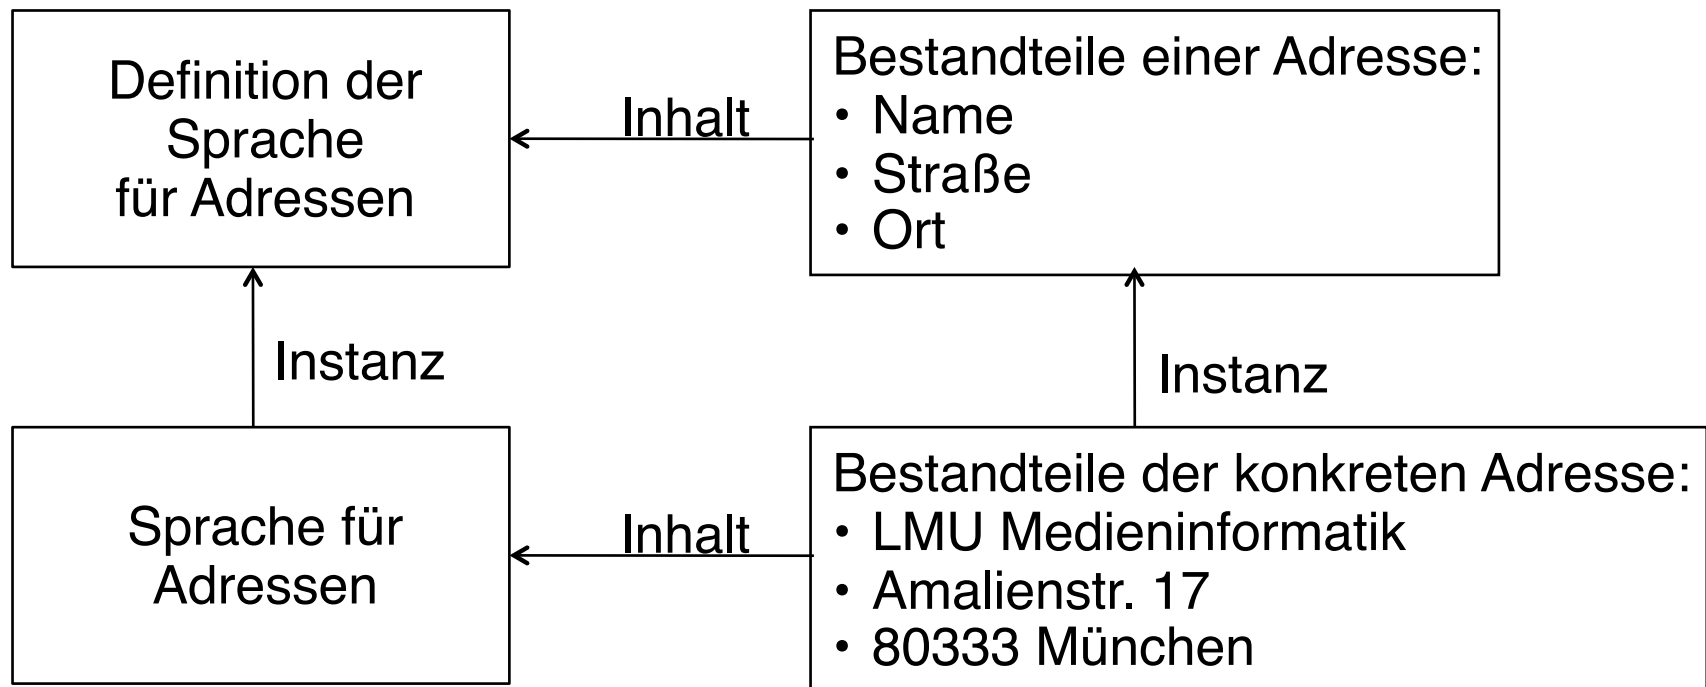 Definition der
Sprache
für Adressen
Inhalt
Bestandteile einer Adresse:
• Name
• Straße
• Ort
Instanz
Instanz
Sprache für
Adressen
Inhalt
Bestandteile der konkreten Adresse:
• LMU Medieninformatik
• Amalienstr. 17
• 80333 München